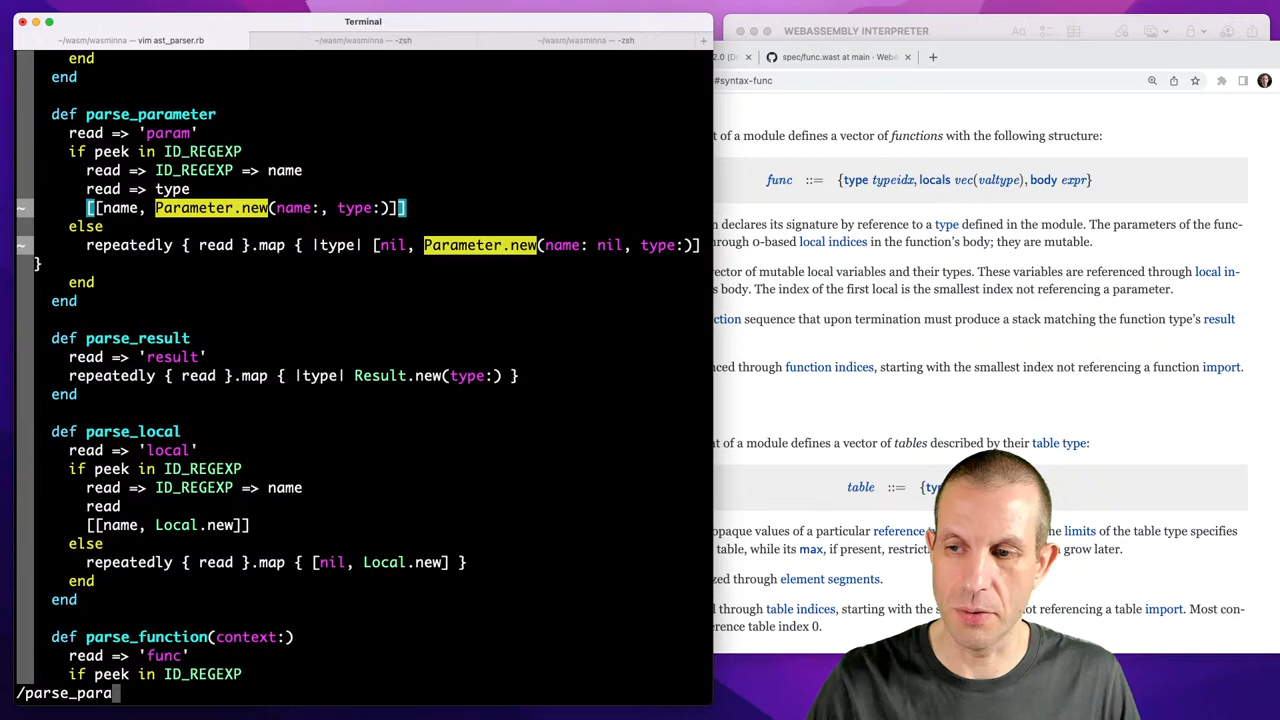 Terminal
~/wasm/wasminna — vim ast_parser.rb
~/wasm/wasminna — -zsh
~/wasm/wasminna — -zsh
+
end
end
def parse_parameter
read => 'param'
if peek in ID_REGEXP
read => ID_REGEXP => name
read => type
~ [[name, Parameter.new(name:, type:)]]
else
~ repeatedly { read }.map { |type| [nil, Parameter.new(name: nil, type:)]
}
end
end
def parse_result
read => 'result'
repeatedly { read }.map { |type| Result.new(type:) }
end
def parse_local
read => 'local'
if peek in ID_REGEXP
read => ID_REGEXP => name
read
[[name, Local.new]]
else
repeatedly { read }.map { [nil, Local.new] }
end
end
def parse_function(context:)
read => 'func'
if peek in ID_REGEXP
/parse_para
WEBASSEMBLY INTERPRETER
2.0 (D
spec/func.wast at main · WebA
#syntax-func
t of a module defines a vector of functions with the following structure:
func ::= {type typeidx, locals vec(valtype), body expr}
n declares its signature by reference to a type defined in the module. The parameters of the func-
hrough 0-based local indices in the function's body; they are mutable.
ector of mutable local variables and their types. These variables are referenced through local in-
s body. The index of the first local is the smallest index not referencing a parameter.
ction sequence that upon termination must produce a stack matching the function type's result
nced through function indices, starting with the smallest index not referencing a function import.
nt of a module defines a vector of tables described by their table type:
table ::= {ty
opaque values of a particular reference
he limits of the table type specifies
table, while its max, if present, restric
n grow later.
zed through element segments.
d through table indices, starting with the s
not referencing a table import. Most con-
ference table index 0.